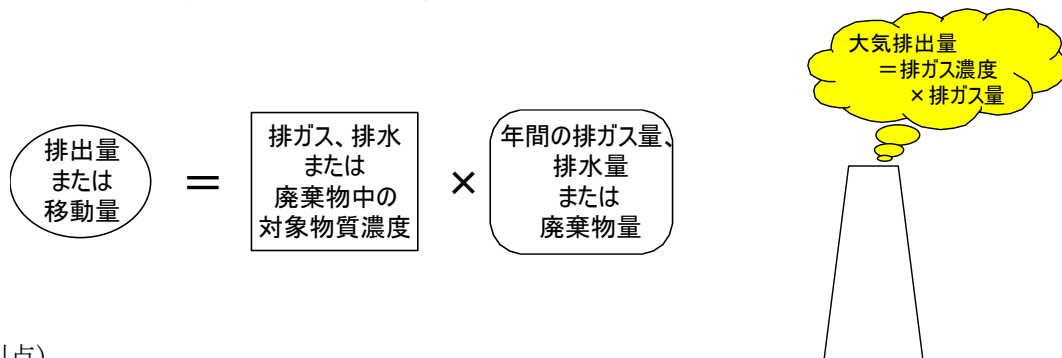 排出量
または
移動量
＝
排ガス、排水
または
廃棄物中の
対象物質濃度
×
年間の排ガス量、
排水量
または
廃棄物量
大気排出量
＝排ガス濃度
×排ガス量
点)